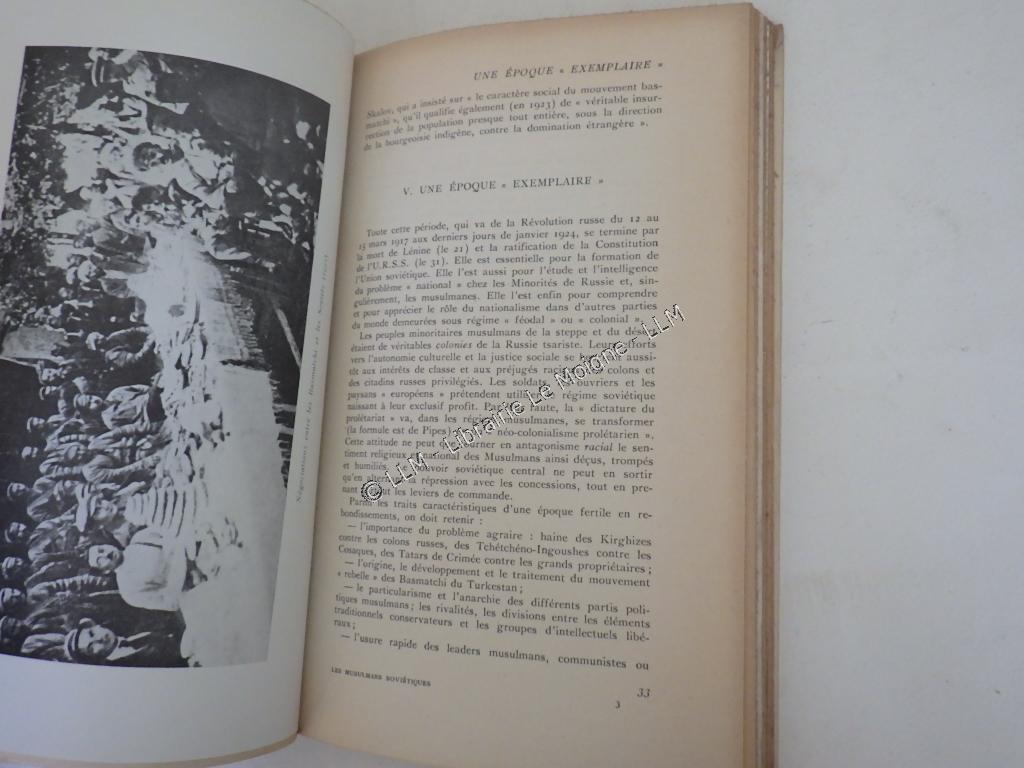 Négociations entre les Basmatchi et les Soviets (1921)
UNE ÉPOQUE « EXEMPLAIRE »
Skalov, qui a insisté sur « le caractère social du mouvement bas-
matchi », qu'il qualifie également (en 1923) de « véritable insur-
rection de la population presque tout entière, sous la direction
de la bourgeoisie indigène, contre la domination étrangère ».
V. UNE ÉPOQUE « EXEMPLAIRE »
Toute cette période, qui va de la Révolution russe du 12 au
15 mars 1917 aux derniers jours de janvier 1924, se termine par
la mort de Lénine (le 21) et la ratification de la Constitution
de l'U.R.S.S. (le 31). Elle est essentielle pour la formation de
l'Union soviétique. Elle l'est aussi pour l'étude et l'intelligence
du problème « national » chez les Minorités de Russie et, sin-
gulièrement, les musulmanes. Elle l'est enfin pour comprendre
et pour apprécier le rôle du nationalisme dans d'autres parties
du monde demeurées sous régime « féodal » ou « colonial ».
Les peuples minoritaires musulmans de la steppe et du désert
étaient de véritables colonies de la Russie tsariste. Leurs efforts
vers l'autonomie culturelle et la justice sociale se heurtent aussi-
tôt aux intérêts de classe et aux préjugés raciaux des colons et
des citadins russes privilégiés. Les soldats, les ouvriers et les
paysans « européens » prétendent utiliser le régime soviétique
naissant à leur exclusif profit. Par leur faute, la « dictature du
prolétariat » va, dans les régions musulmanes, se transformer
(la formule est de Pipes) en un « néo-colonialisme prolétarien ».
Cette attitude ne peut que tourner en antagonisme racial le sen-
timent religieux et national des Musulmans ainsi déçus, trompés
et humiliés. Le pouvoir soviétique central ne peut en sortir
qu'en alternant la répression avec les concessions, tout en pre-
nant partout les leviers de commande.
Parmi les traits caractéristiques d'une époque fertile en re-
bondissements, on doit retenir :
— l'importance du problème agraire : haine des Kirghizes
contre les colons russes, des Tchétchéno-Ingoushes contre les
Cosaques, des Tatars de Crimée contre les grands propriétaires ;
— l'origine, le développement et le traitement du mouvement
« rebelle » des Basmatchi du Turkestan ;
— le particularisme et l'anarchie des différents partis poli-
tiques musulmans ; les rivalités, les divisions entre les éléments
traditionnels conservateurs et les groupes d'intellectuels libé-
raux ;
— l'usure rapide des leaders musulmans, communistes ou
LES MUSULMANS SOVIÉTIQUES
33
3
© LLM - Librairie Le Moione - LLM